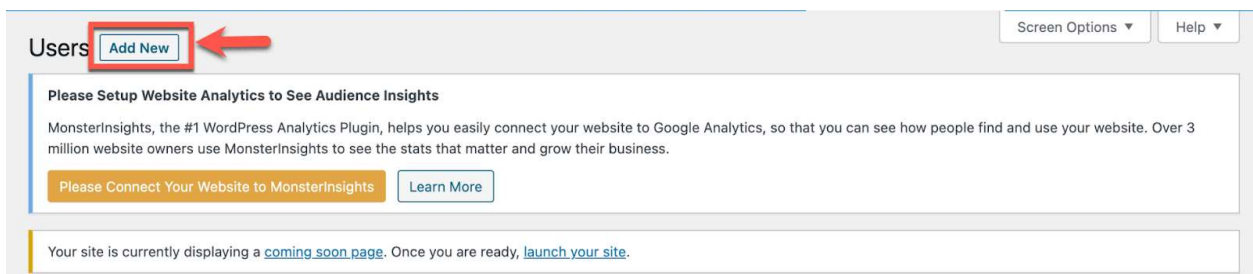 Screen Options ▼ Help ▼
Users Add New
Please Setup Website Analytics to See Audience Insights
MonsterInsights, the #1 WordPress Analytics Plugin, helps you easily connect your website to Google Analytics, so that you can see how people find and use your website. Over 3
million website owners use MonsterInsights to see the stats that matter and grow their business.
Please Connect Your Website to MonsterInsights Learn More
Your site is currently displaying a coming soon page. Once you are ready, launch your site.